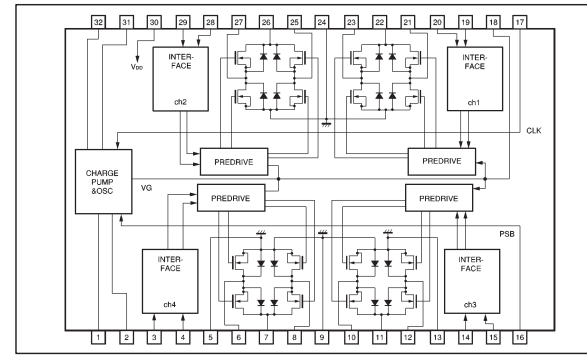 32 31 30 29 28 27 26 25 24 23 22 21 20 19 18 17
VDD
INTER-
FACE
ch2
INTER-
FACE
ch1
CLK
PREDRIVE
PREDRIVE
CHARGE
PUMP
&OSC
VG
PREDRIVE
PREDRIVE
PSB
INTER-
FACE
ch4
INTER-
FACE
ch3
1 2 3 4 5 6 7 8 9 10 11 12 13 14 15 16